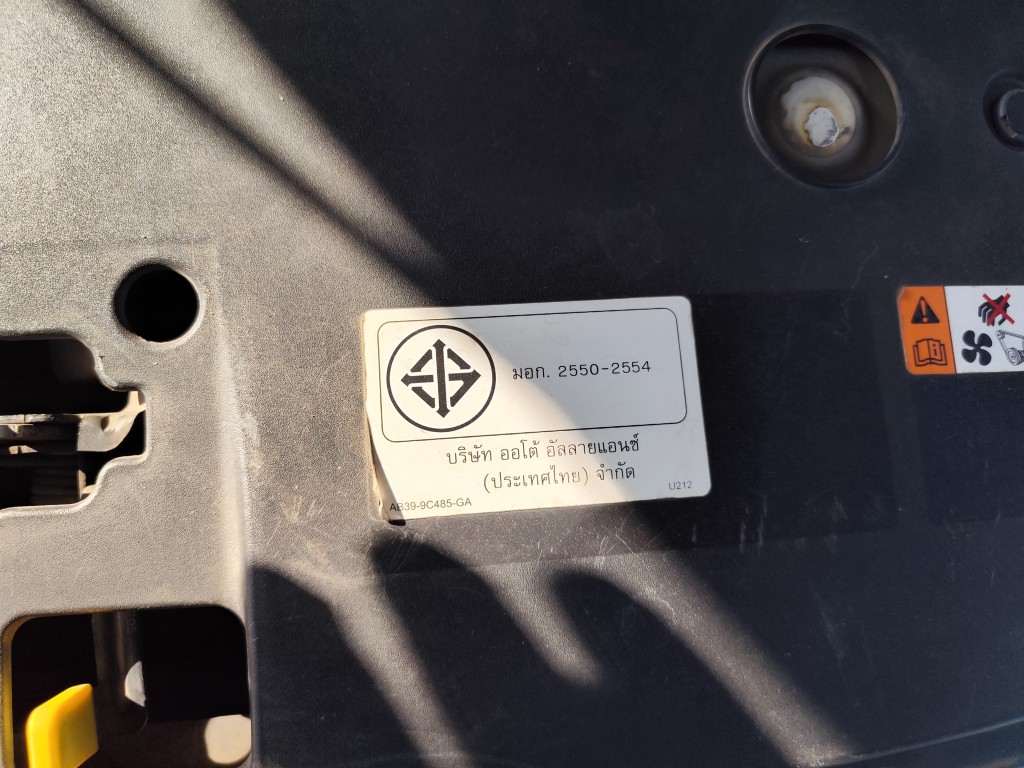 มอก. 2550-2554
บริษัท ออโต้ อัลลายแอนซ์
(ประเทศไทย) จำกัด
AB39-9C485-GA
U212